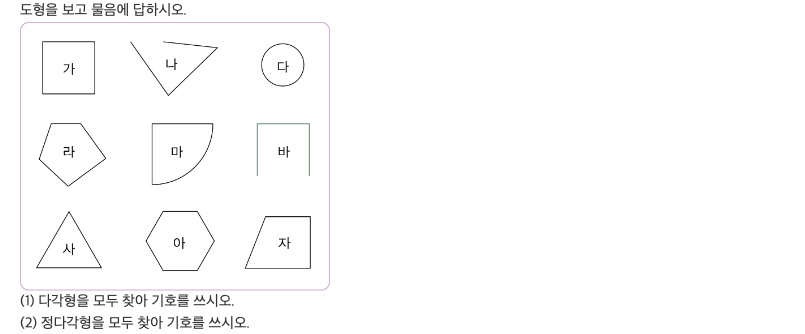 도형을 보고 물음에 답하시오.
가 나 다
라 마 바
사 아 자
(1) 다각형을 모두 찾아 기호를 쓰시오.
(2) 정다각형을 모두 찾아 기호를 쓰시오.